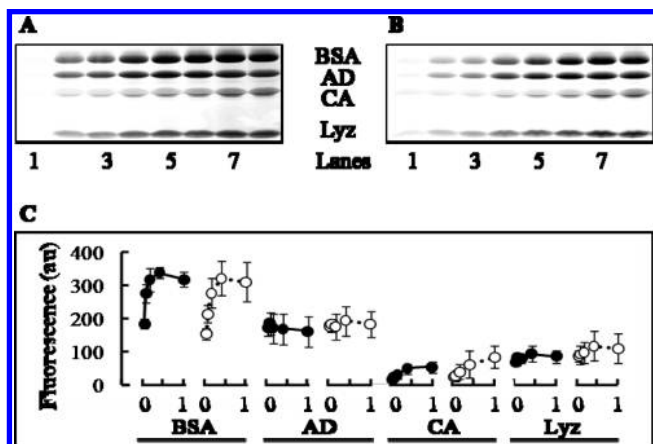 A B
BSA
AD
CA
Lyz
1 3 5 7 Lanes 1 3 5 7
C
Fluorescence (au)
400
300
200
100
0
0 1 0 1 0 1 0 1 0 1 0 1 0 1 0 1
BSA AD CA Lyz